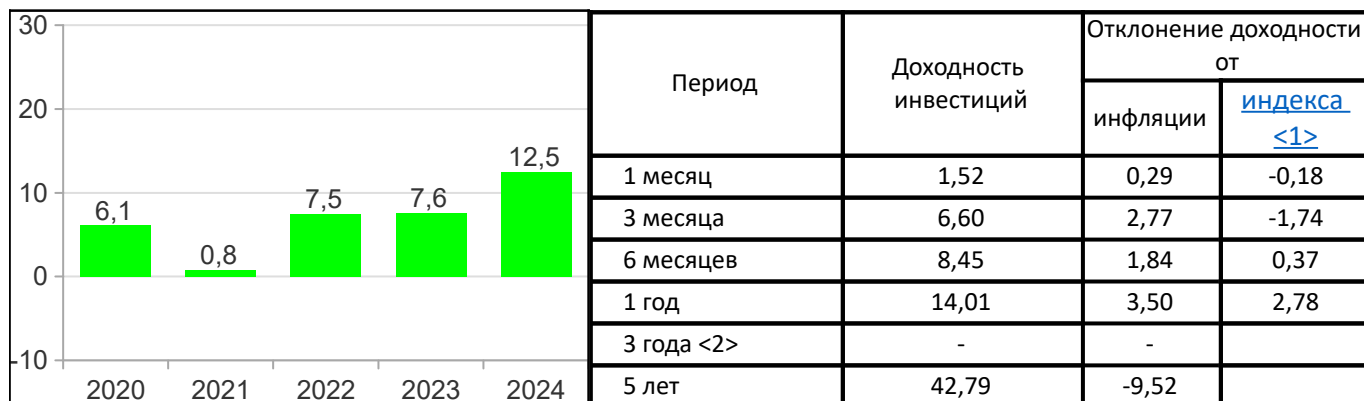 30
20
10
0
-10
6,1
0,8
7,5
7,6
12,5
2020 2021 2022 2023 2024
Период
Доходность
инвестиций
Отклонение доходности
от
инфляции
индекса
<1>
1 месяц 1,52 0,29 -0,18
3 месяца 6,60 2,77 -1,74
6 месяцев 8,45 1,84 0,37
1 год 14,01 3,50 2,78
3 года <2> - -
5 лет 42,79 -9,52